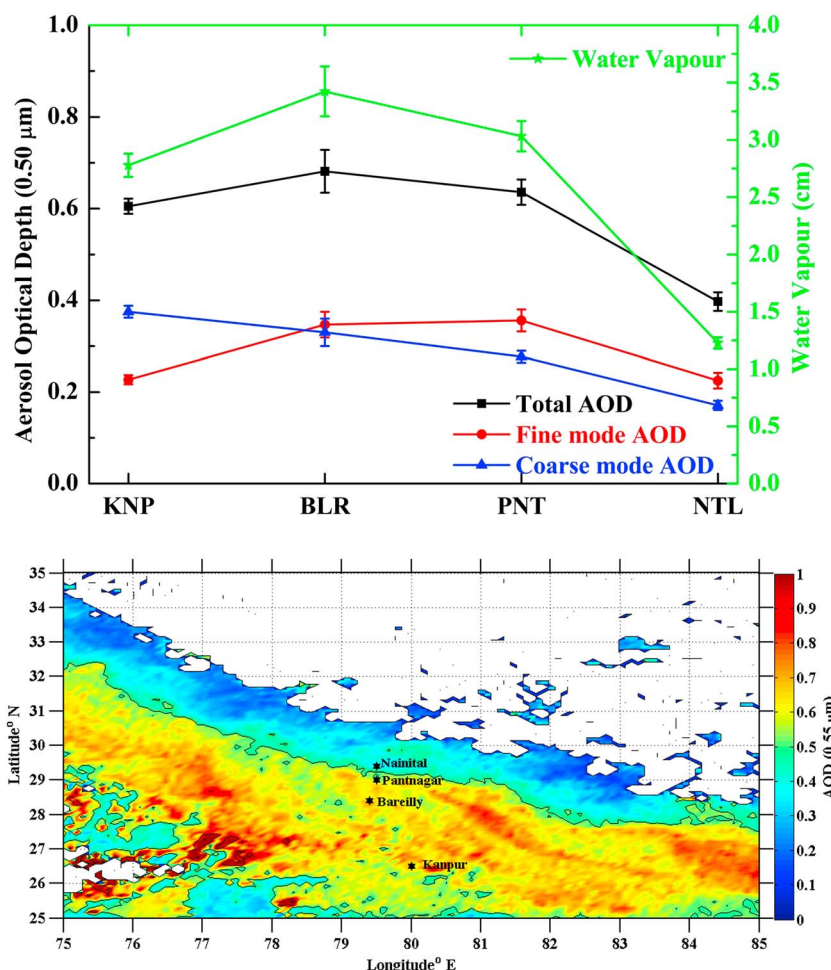 1.0
0.8
0.6
0.4
0.2
0.0
Aerosol Optical Depth (0.50 μm)
Water Vapour
Total AOD
Fine mode AOD
Coarse mode AOD
4.0
3.5
3.0
2.5
2.0
1.5
1.0
0.5
0.0
Water Vapour (cm)
KNP BLR PNT NTL
35
34
33
32
31
30
29
28
27
26
25
Latitude° N
Nainital
Pantnagar
Bareilly
Kanpur
75 76 77 78 79 80 81 82 83 84 85
Longitude° E
1
0.9
0.8
0.7
0.6
0.5
0.4
0.3
0.2
0.1
0
AOD (0.55 μm)